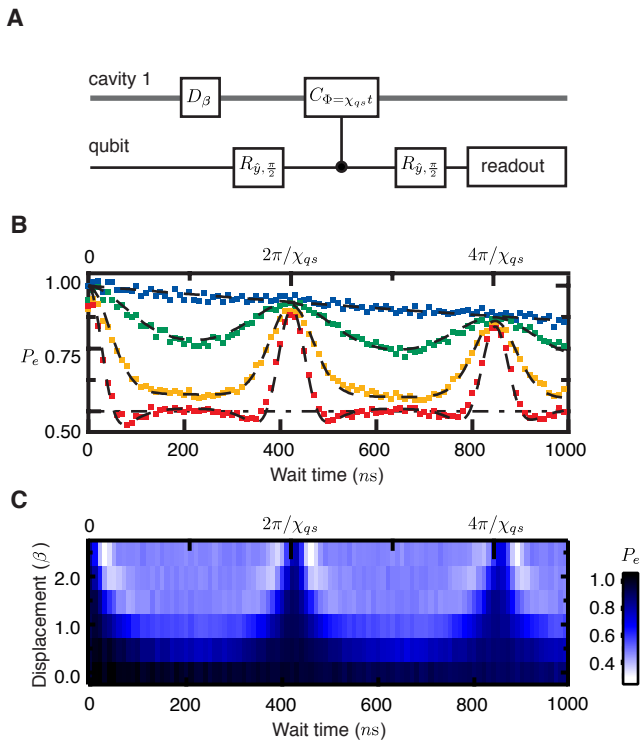 A
cavity 1
D_β
C_{Φ=χ_{qs}t}
qubit
R_{ŷ,π/2}
R_{ŷ,π/2}
readout
B
0
2π/χ_{qs}
4π/χ_{qs}
1.00
0.75
0.50
P_e
0
200
400
600
800
1000
Wait time (ns)
C
0
2π/χ_{qs}
4π/χ_{qs}
Displacement (β)
2.0
1.0
0.0
0
200
400
600
800
1000
Wait time (ns)
P_e
1.0
0.8
0.6
0.4